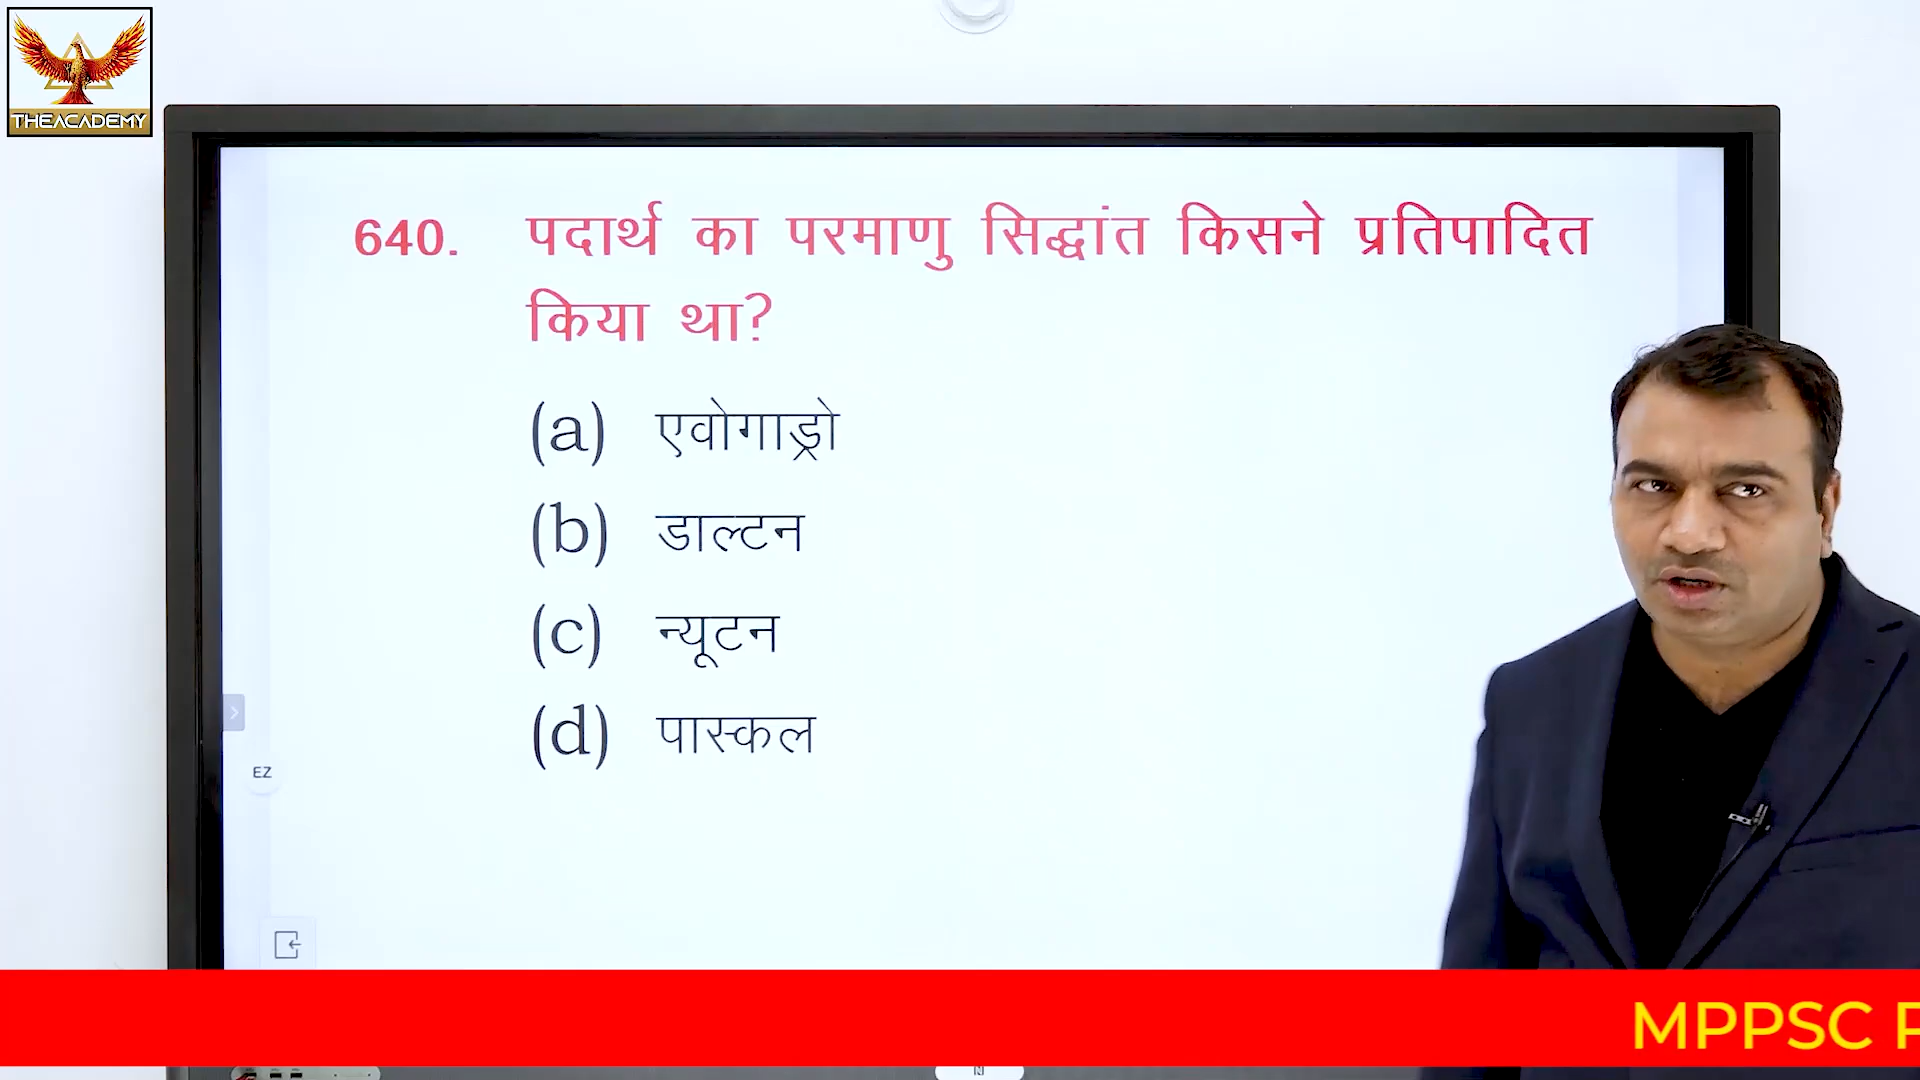 THEACADEMY
640. पदार्थ का परमाणु सिद्धांत किसने प्रतिपादित
किया था?
(a) एवोगाड्रो
(b) डाल्टन
(c) न्यूटन
(d) पास्कल
EZ
MPPSC